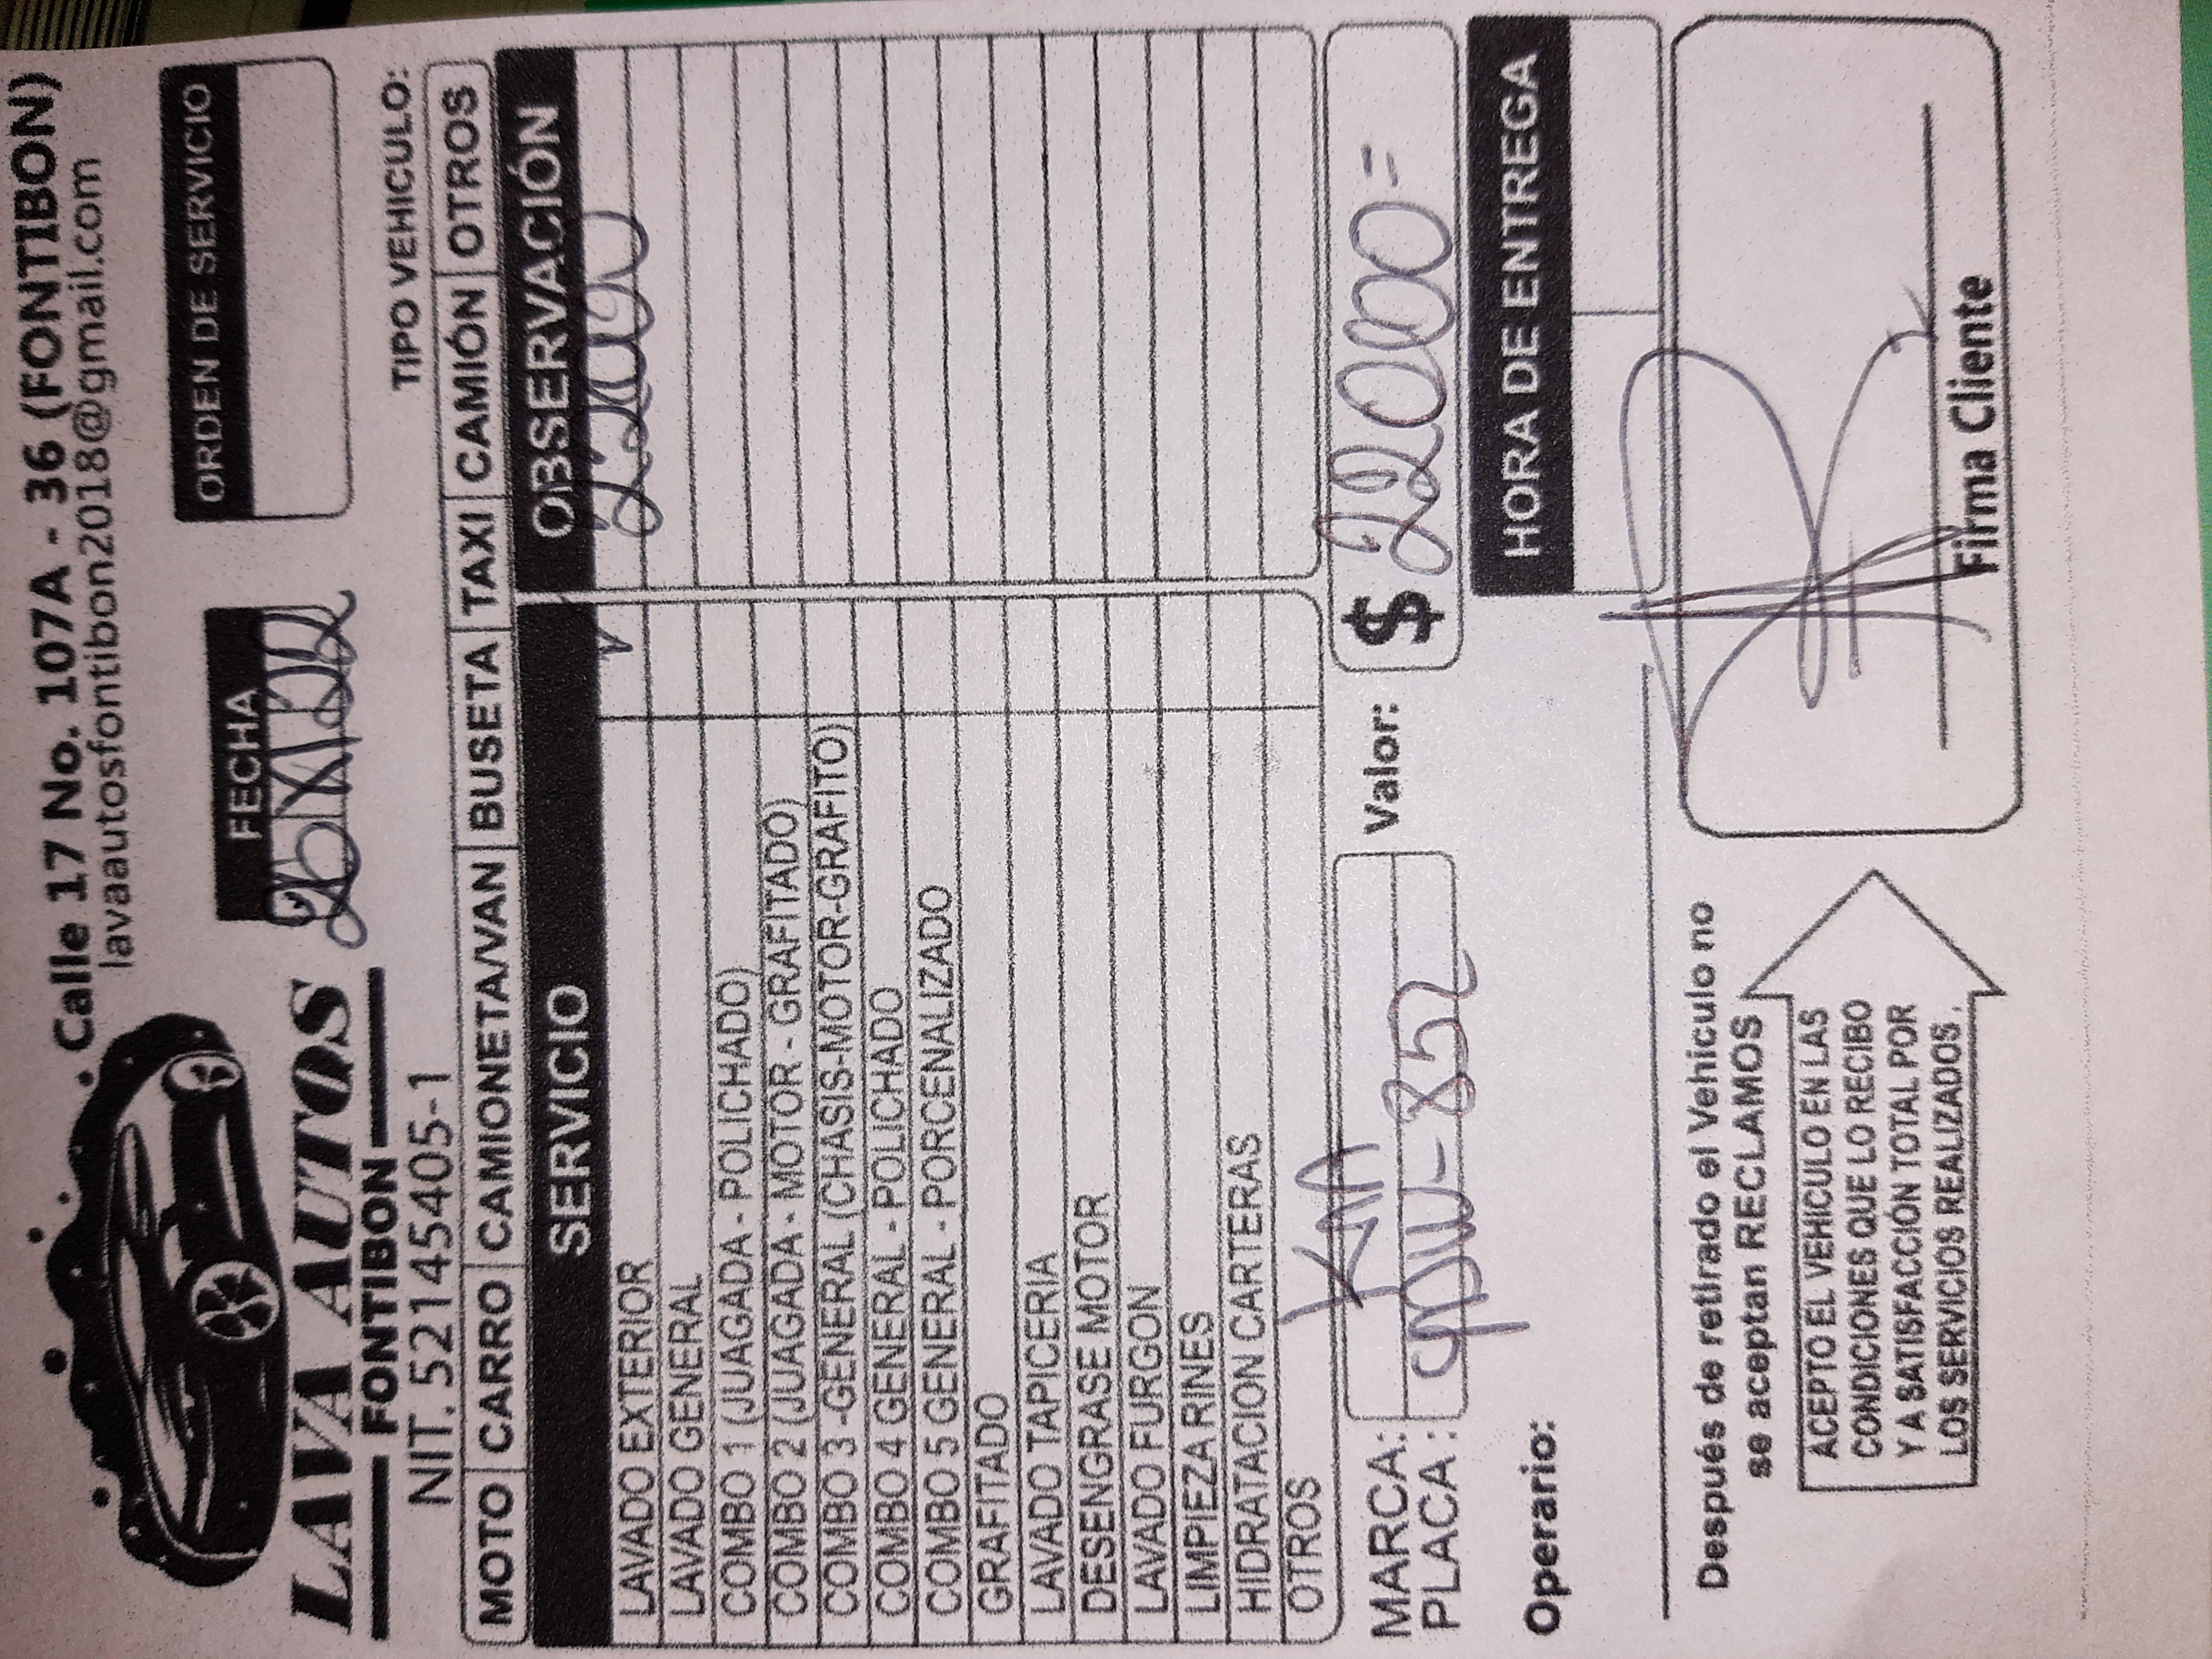 Calle 17 No. 107A - 36 (FONTIBON)
lavaautosfontibon2018@gmail.com
LAVA AUTOS
FONTIBON
NIT. 52145405-1
FECHA
ORDEN DE SERVICIO
TIPO VEHICULO:
MOTO CARRO CAMIONETA/VAN BUSETA TAXI CAMIÓN OTROS
SERVICIO OBSERVACIÓN
LAVADO EXTERIOR ✓ 22000
LAVADO GENERAL
COMBO 1 (JUAGADA - POLICHADO)
COMBO 2 (JUAGADA - MOTOR - GRAFITADO)
COMBO 3 -GENERAL (CHASIS-MOTOR-GRAFITO)
COMBO 4 GENERAL - POLICHADO
COMBO 5 GENERAL - PORCENALIZADO
GRAFITADO
LAVADO TAPICERIA
DESENGRASE MOTOR
LAVADO FURGON
LIMPIEZA RINES
HIDRATACION CARTERAS
OTROS
MARCA: KIA
PLACA: -852
Valor: $ 22000=
Operario:
HORA DE ENTREGA
Después de retirado el Vehiculo no
se aceptan RECLAMOS
ACEPTO EL VEHICULO EN LAS
CONDICIONES QUE LO RECIBO
Y A SATISFACCIÓN TOTAL POR
LOS SERVICIOS REALIZADOS.
Firma Cliente